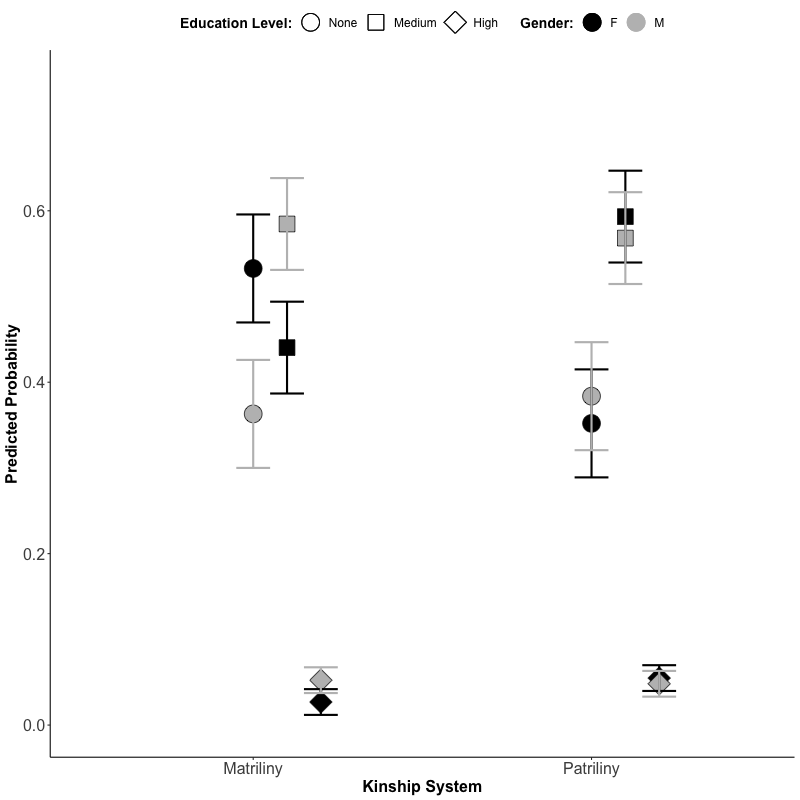 Education Level: None Medium High Gender: F M
0.6
0.4
0.2
0.0
Predicted Probability
Matriliny Patriliny
Kinship System